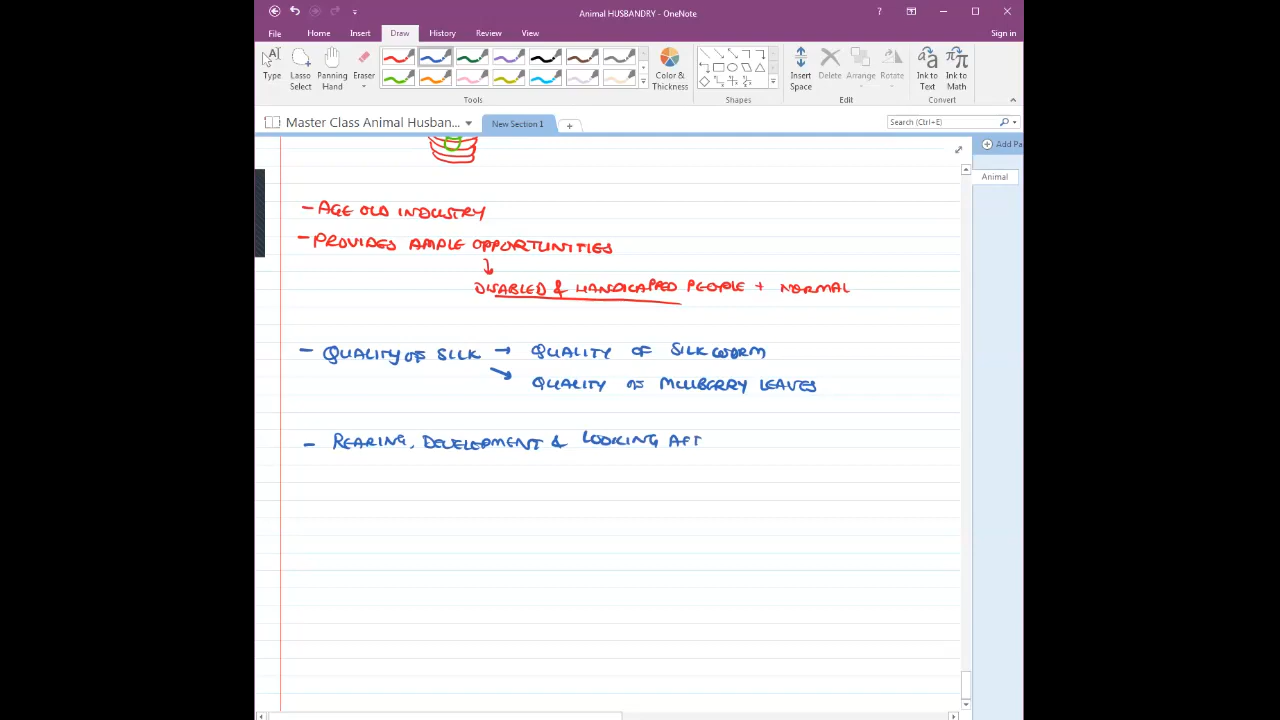 Animal HUSBANDRY - OneNote
?
File Home Insert Draw History Review View Sign in
Type Lasso Select Panning Hand Eraser Color & Thickness Insert Space Delete Arrange Rotate Ink to Text Ink to Math
Tools Shapes Edit Convert
Master Class Animal Husban... New Section 1 Search (Ctrl+E)
Add Pa
Animal
- AGE OLD INDUSTRY
- PROVIDES AMPLE OPPORTUNITIES
DISABLED & HANDICAPPED PEOPLE + NORMAL
- QUALITY OF SILK → QUALITY OF SILKWORM
QUALITY OF MULBERRY LEAVES
- REARING, DEVELOPMENT & LOOKING AFT